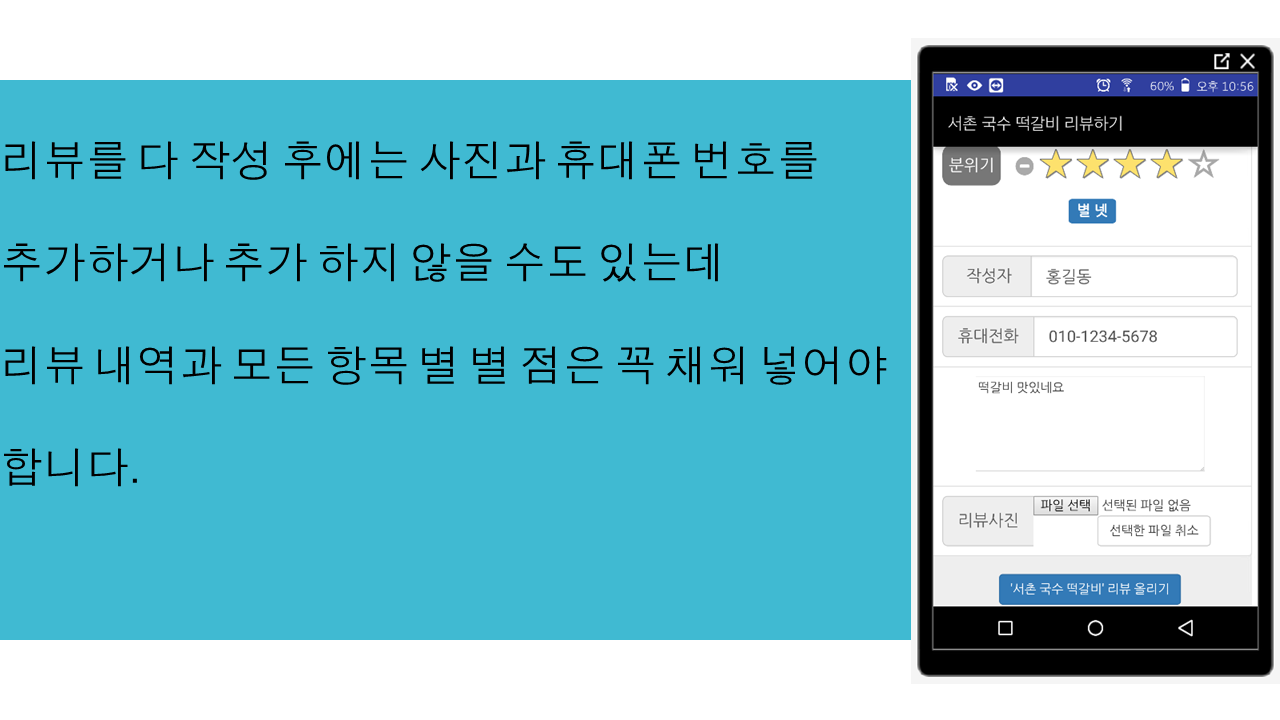 리뷰를 다 작성 후에는 사진과 휴대폰 번호를
추가하거나 추가 하지 않을 수도 있는데
리뷰 내역과 모든 항목 별 별 점은 꼭 채워 넣어야
합니다.
60% 오후 10:56
서촌 국수 떡갈비 리뷰하기
분위기
별 넷
작성자 홍길동
휴대전화 010-1234-5678
떡갈비 맛있네요
리뷰사진 파일 선택 선택된 파일 없음
선택한 파일 취소
'서촌 국수 떡갈비' 리뷰 올리기